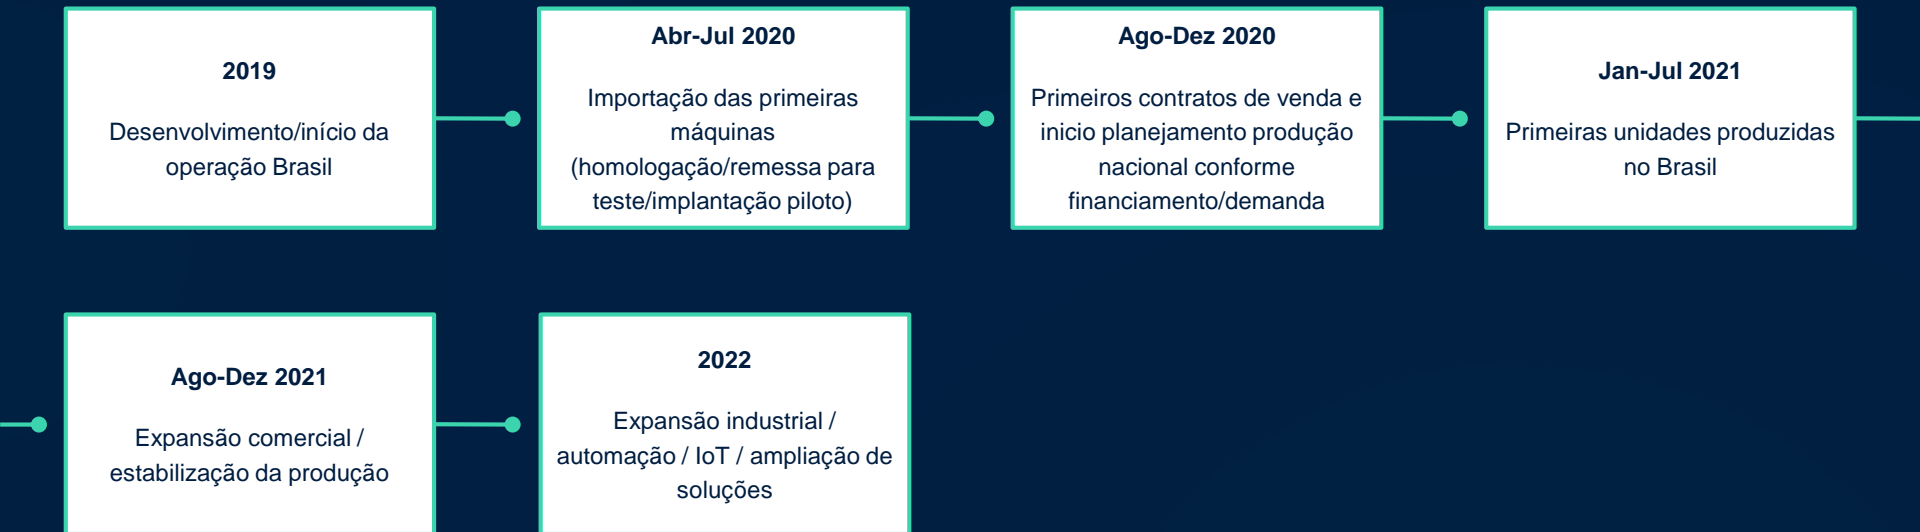 2019
Desenvolvimento/início da
operação Brasil
Abr-Jul 2020
Importação das primeiras
máquinas
(homologação/remessa para
teste/implantação piloto)
Ago-Dez 2020
Primeiros contratos de venda e
inicio planejamento produção
nacional conforme
financiamento/demanda
Jan-Jul 2021
Primeiras unidades produzidas
no Brasil
Ago-Dez 2021
Expansão comercial /
estabilização da produção
2022
Expansão industrial /
automação / IoT / ampliação de
soluções